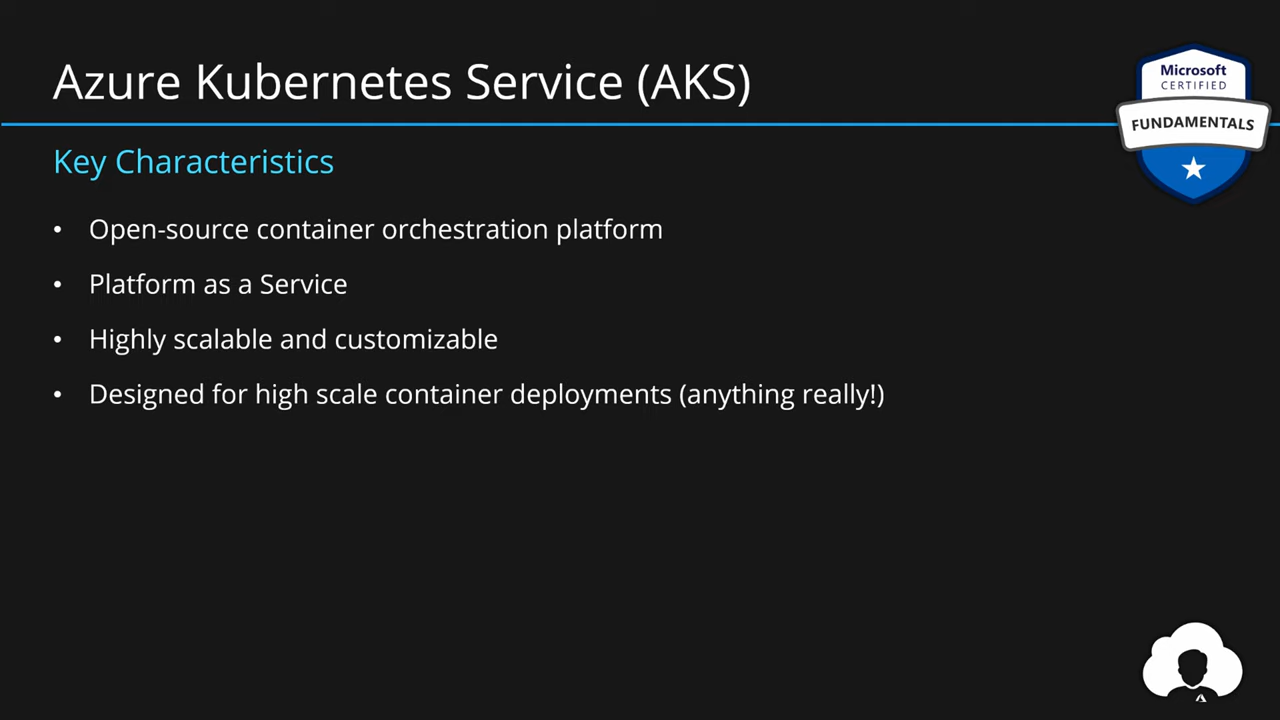 Azure Kubernetes Service (AKS)
Microsoft
CERTIFIED
FUNDAMENTALS
Key Characteristics
• Open-source container orchestration platform
• Platform as a Service
• Highly scalable and customizable
• Designed for high scale container deployments (anything really!)